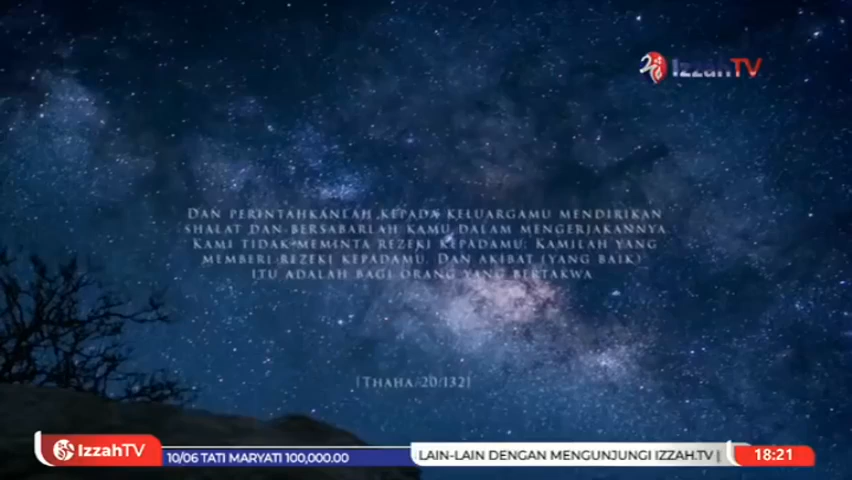 IzzahTV
DAN PERINTAHKANLAH KEPADA KELUARGAMU MENDIRIKAN
SHALAT DAN BERSABARLAH KAMU DALAM MENGERJAKANNYA.
KAMI TIDAK MEMINTA REZEKI KEPADAMU; KAMILAH YANG
MEMBERI REZEKI KEPADAMU. DAN AKIBAT (YANG BAIK)
ITU ADALAH BAGI ORANG YANG BERTAKWA
[THAHA/20:132]
IzzahTV
10/06 TATI MARYATI 100,000.00
LAIN-LAIN DENGAN MENGUNJUNGI IZZAH.TV |
18:21